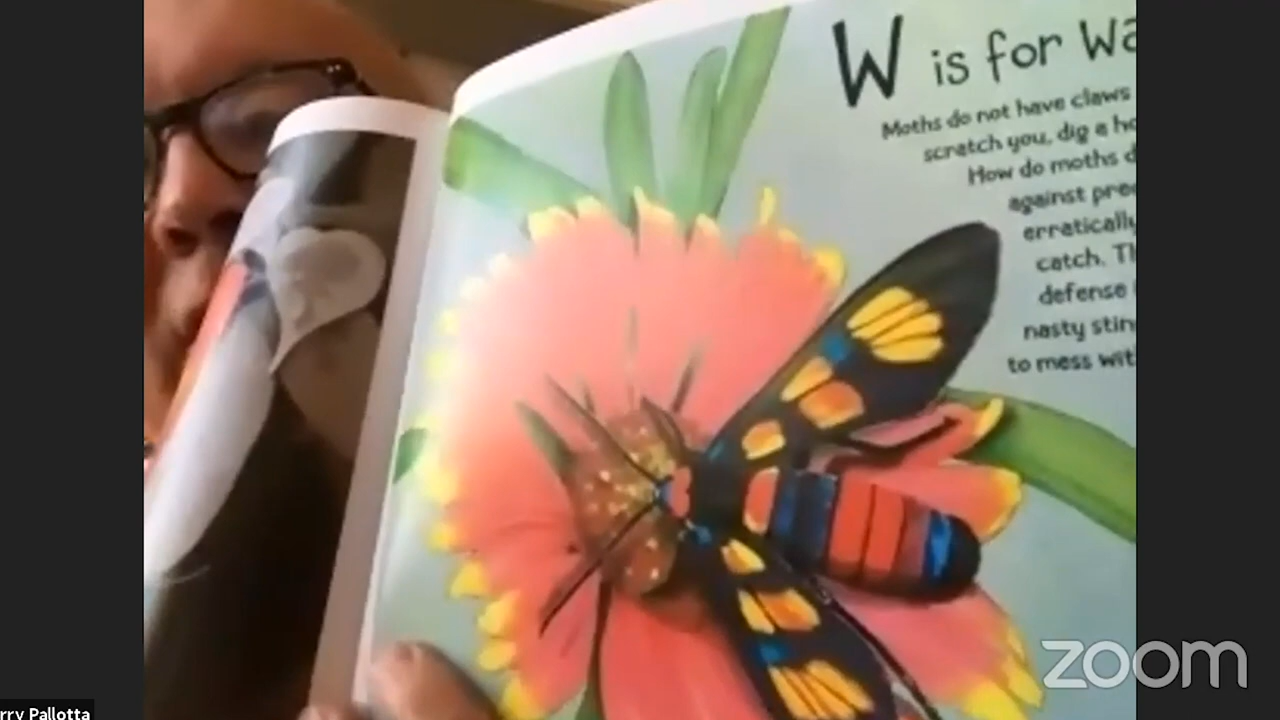 W is for Wa
Moths do not have claws
scratch you, dig a ho
How do moths d
against pre
erratically
catch. Th
defense i
nasty stin
to mess wit
zoom
rry Pallotta